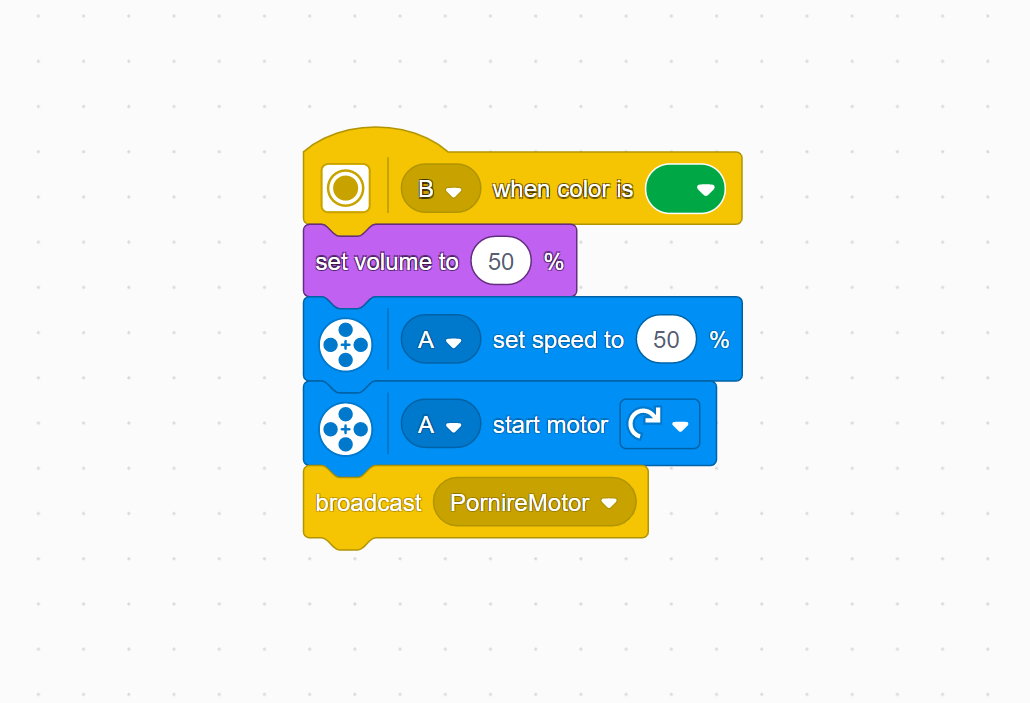 B when color is
set volume to 50 %
A set speed to 50 %
A start motor
broadcast PornireMotor